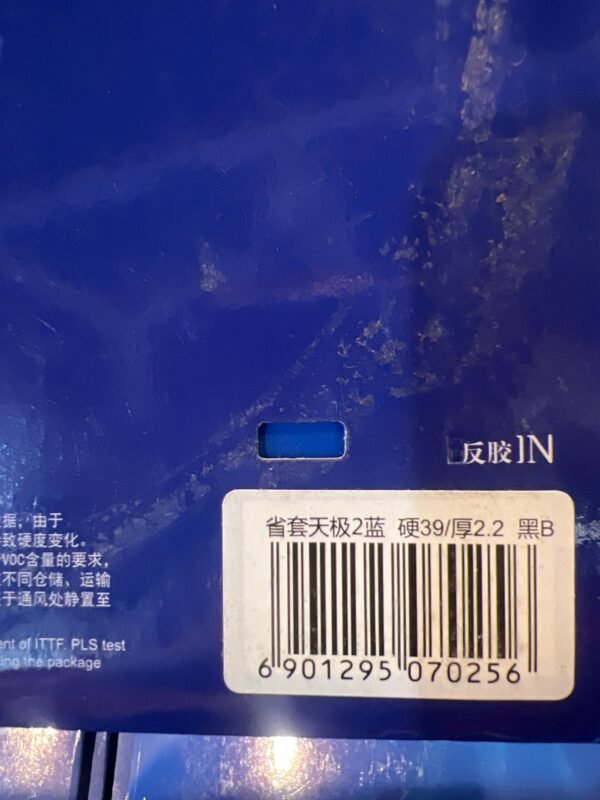 反胶IN
省套天极2蓝 硬39/厚2.2 黑B
6 901295 070256
据，由于
致硬度变化。
VOC含量的要求，
不同仓储、运输
于通风处静置至
ent of ITTF. PLS test
uring the package